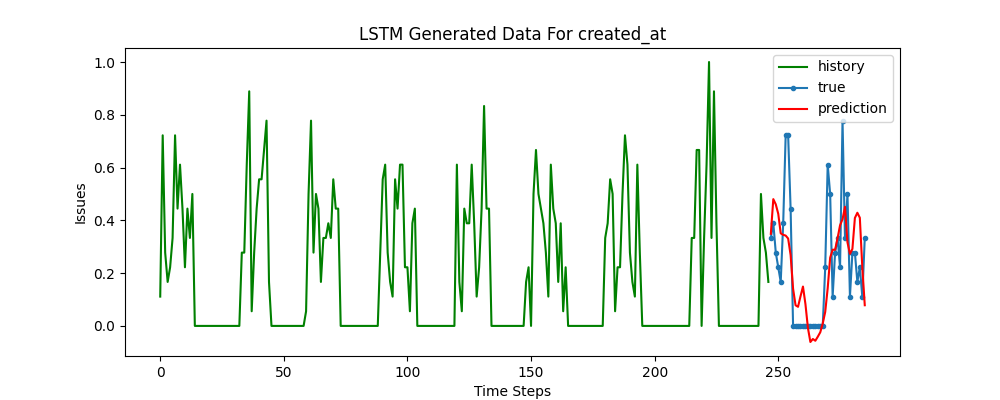 LSTM Generated Data For created_at
history
true
prediction
1.0
0.8
0.6
0.4
0.2
0.0
Issues
0
50
100
150
200
250
Time Steps